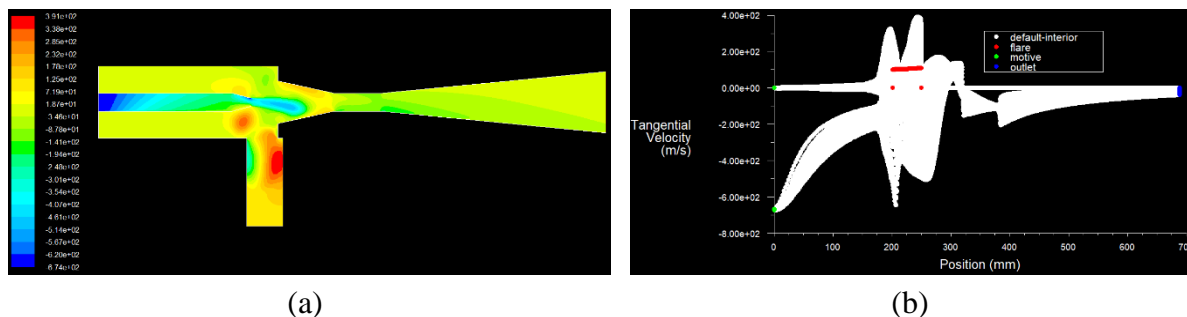 3.91e+02
3.38e+02
2.85e+02
2.32e+02
1.78e+02
1.25e+02
7.19e+01
1.87e+01
3.46e+01
-8.78e+01
-1.41e+02
-1.94e+02
2.48e+02
-3.01e+02
-3.54e+02
-4.07e+02
4.61e+02
-5.14e+02
-5.67e+02
-6.20e+02
6.74e+02
4.00e+02
2.00e+02
0.00e+00
-2.00e+02
-4.00e+02
-6.00e+02
-8.00e+02
Tangential
Velocity
(m/s)
default-interior
flare
motive
outlet
0 100 200 300 400 500 600
Position (mm)
(a) (b)